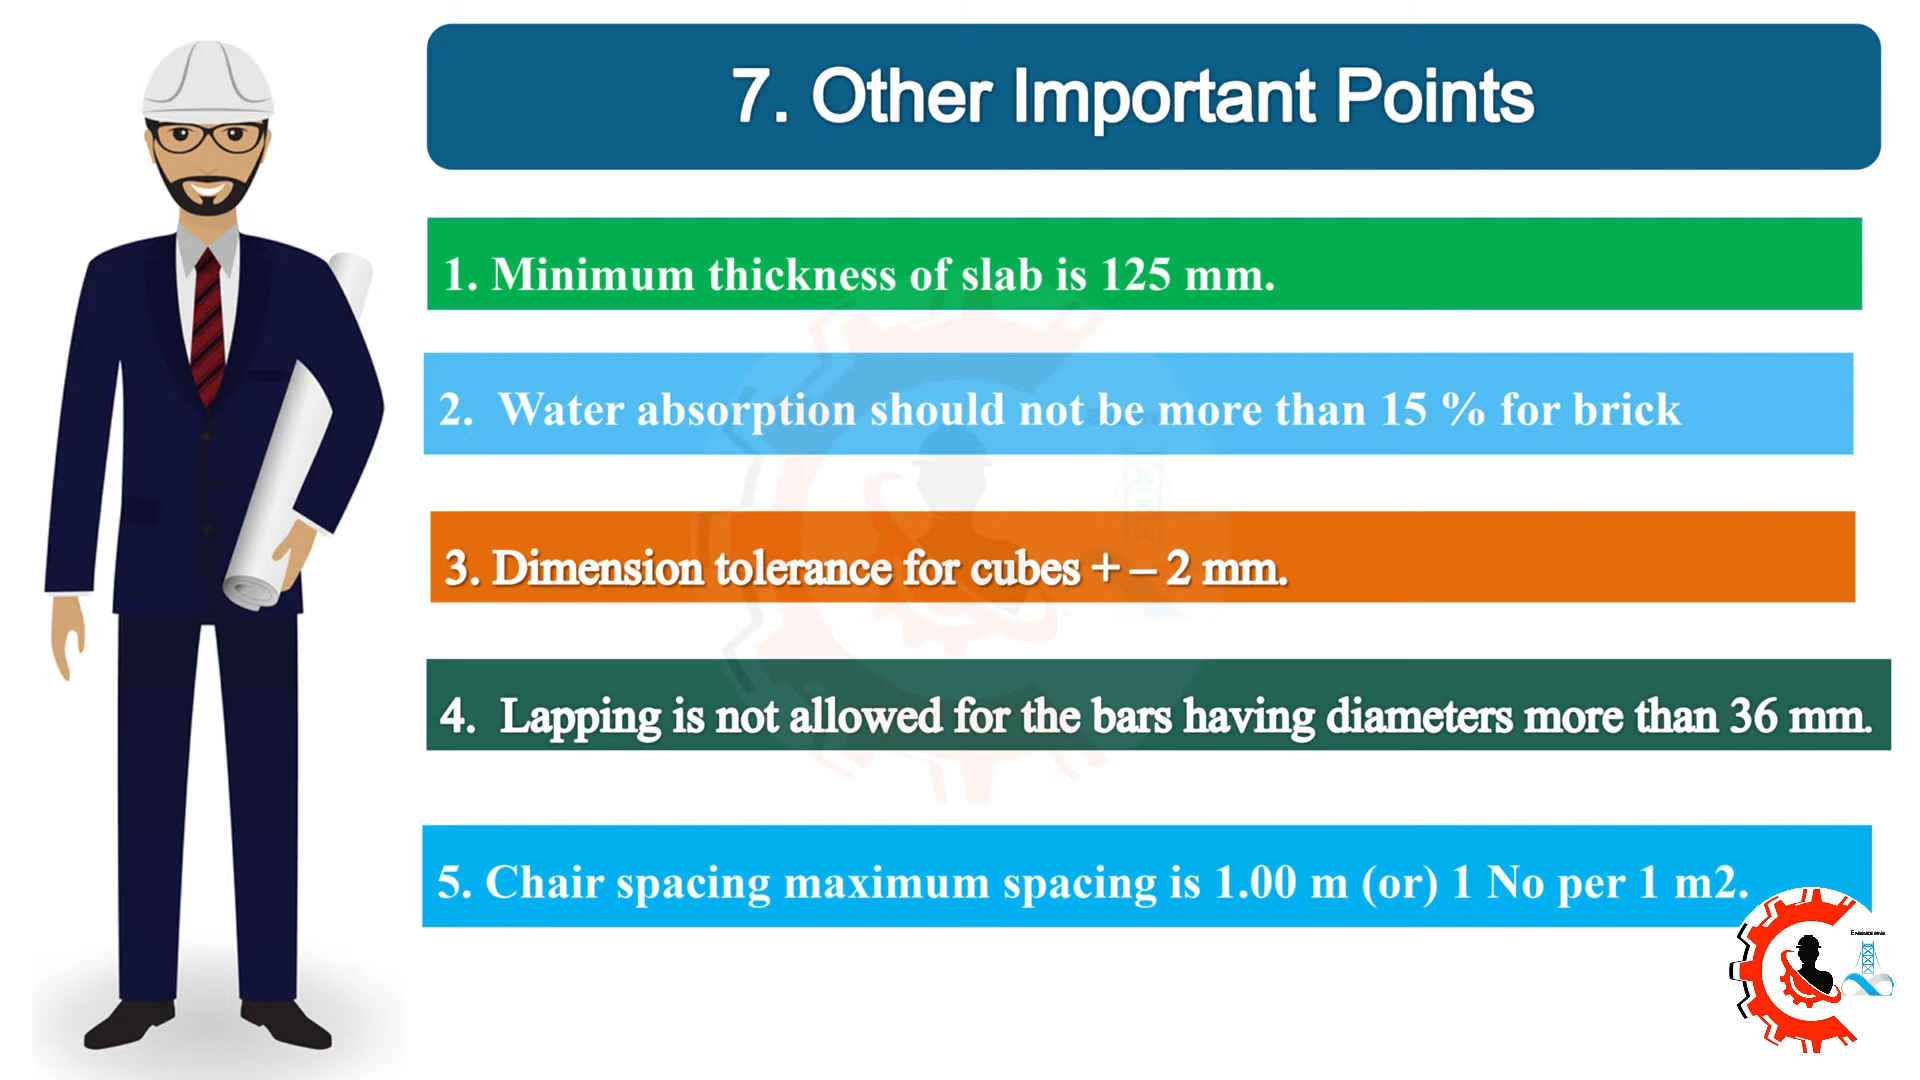 7. Other Important Points
1. Minimum thickness of slab is 125 mm.
2. Water absorption should not be more than 15 % for brick
3. Dimension tolerance for cubes + – 2 mm.
4. Lapping is not allowed for the bars having diameters more than 36 mm.
5. Chair spacing maximum spacing is 1.00 m (or) 1 No per 1 m2.
ENGINEERING